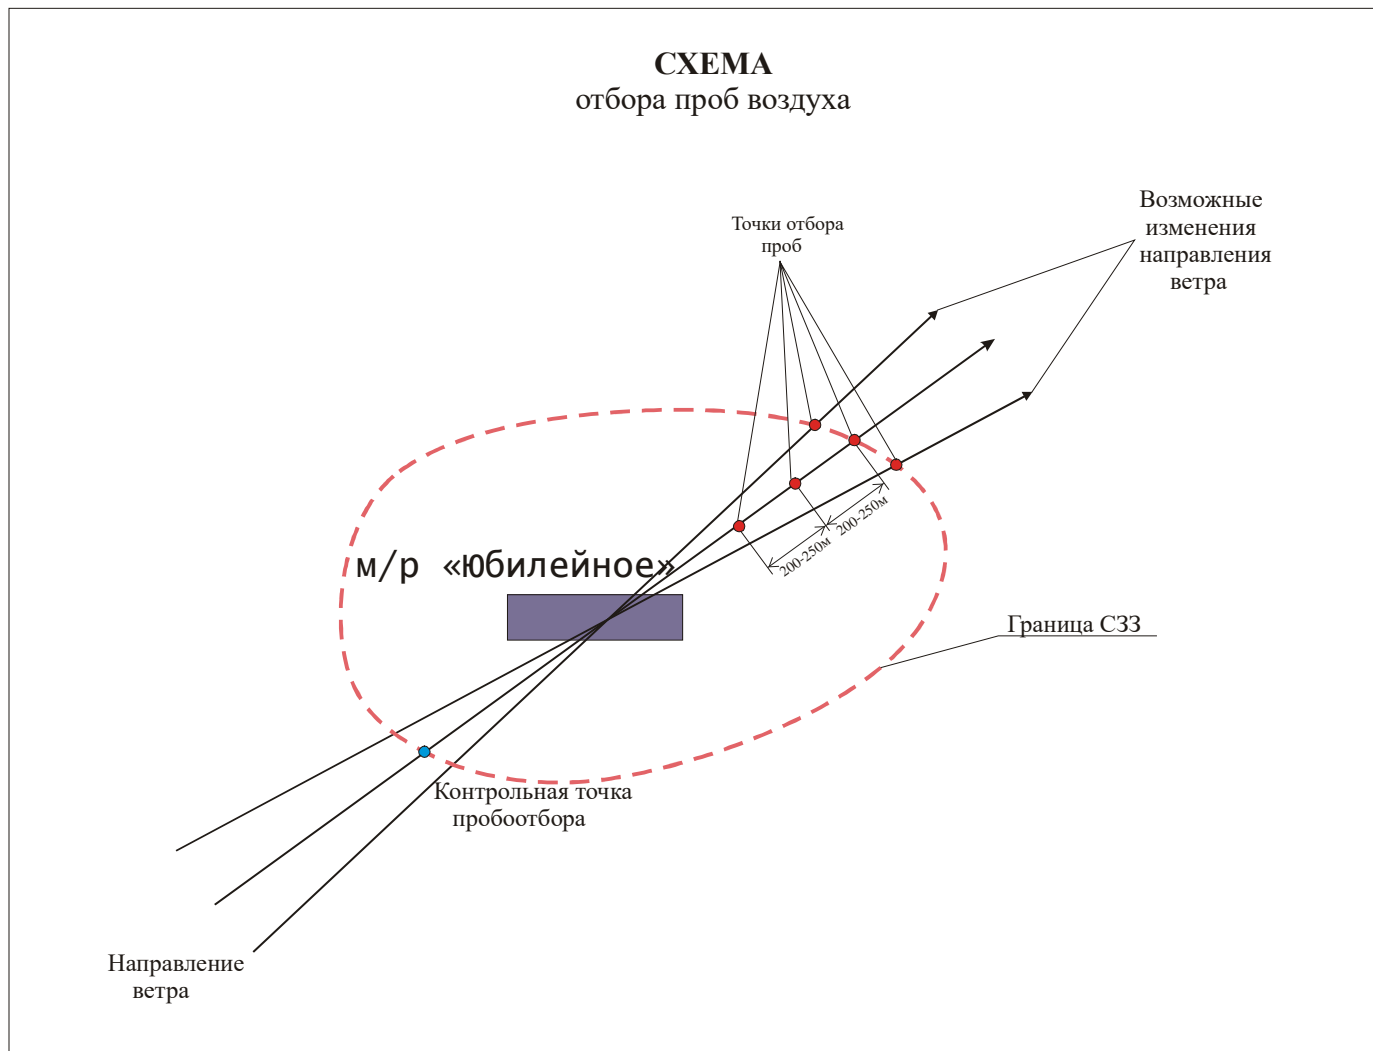 СХЕМА
отбора проб воздуха
Возможные
изменения
направления
ветра
Точки отбора
проб
200-250м
200-250м
м/р «Юбилейное»
Граница СЗЗ
Контрольная точка
пробоотбора
Направление
ветра